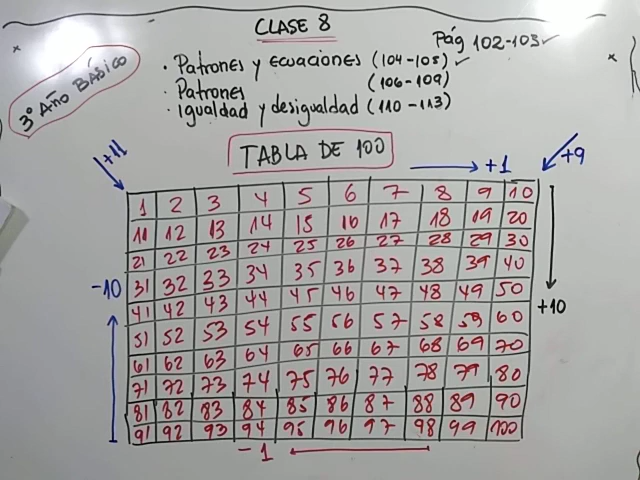 CLASE 8
Pág 102-103
3° AÑO BÁSICO
· Patrones y Ecuaciones (104-105)
· Patrones (106-109)
· Igualdad y desigualdad (110-113)
TABLA DE 100
+11
+1
+9
1 2 3 4 5 6 7 8 9 10
11 12 13 14 15 16 17 18 19 20
21 22 23 24 25 26 27 28 29 30
31 32 33 34 35 36 37 38 39 40
-10
+10
41 42 43 44 45 46 47 48 49 50
51 52 53 54 55 56 57 58 59 60
61 62 63 64 65 66 67 68 69 70
71 72 73 74 75 76 77 78 79 80
81 82 83 84 85 86 87 88 89 90
91 92 93 94 95 96 97 98 99 100
-1